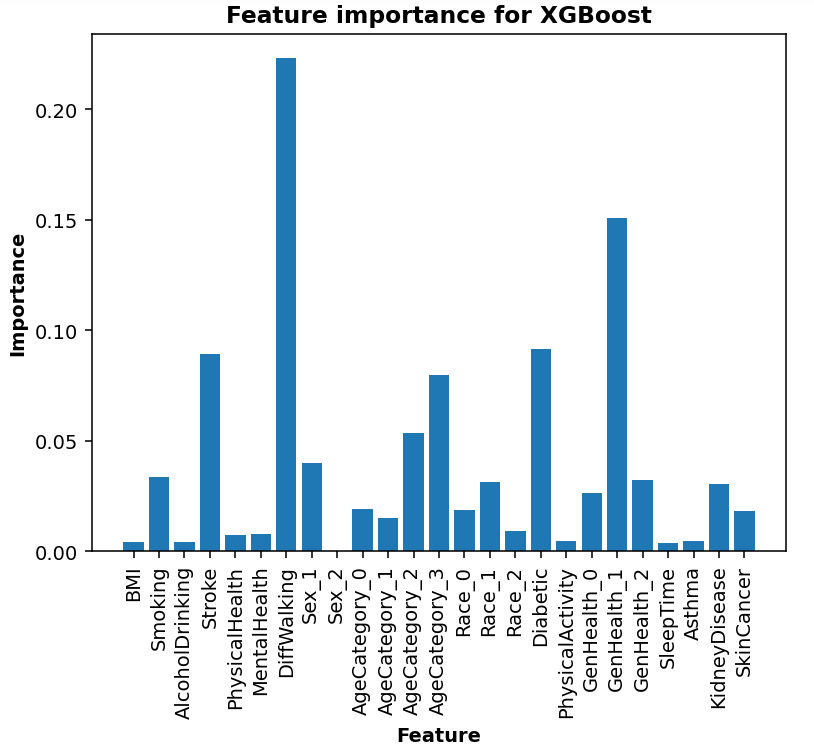 Feature importance for XGBoost
Importance
0.20
0.15
0.10
0.05
0.00
BMI
Smoking
AlcoholDrinking
Stroke
PhysicalHealth
MentalHealth
DiffWalking
Sex_1
Sex_2
AgeCategory_0
AgeCategory_1
AgeCategory_2
AgeCategory_3
Race_0
Race_1
Race_2
Diabetic
PhysicalActivity
GenHealth_0
GenHealth_1
GenHealth_2
SleepTime
Asthma
KidneyDisease
SkinCancer
Feature